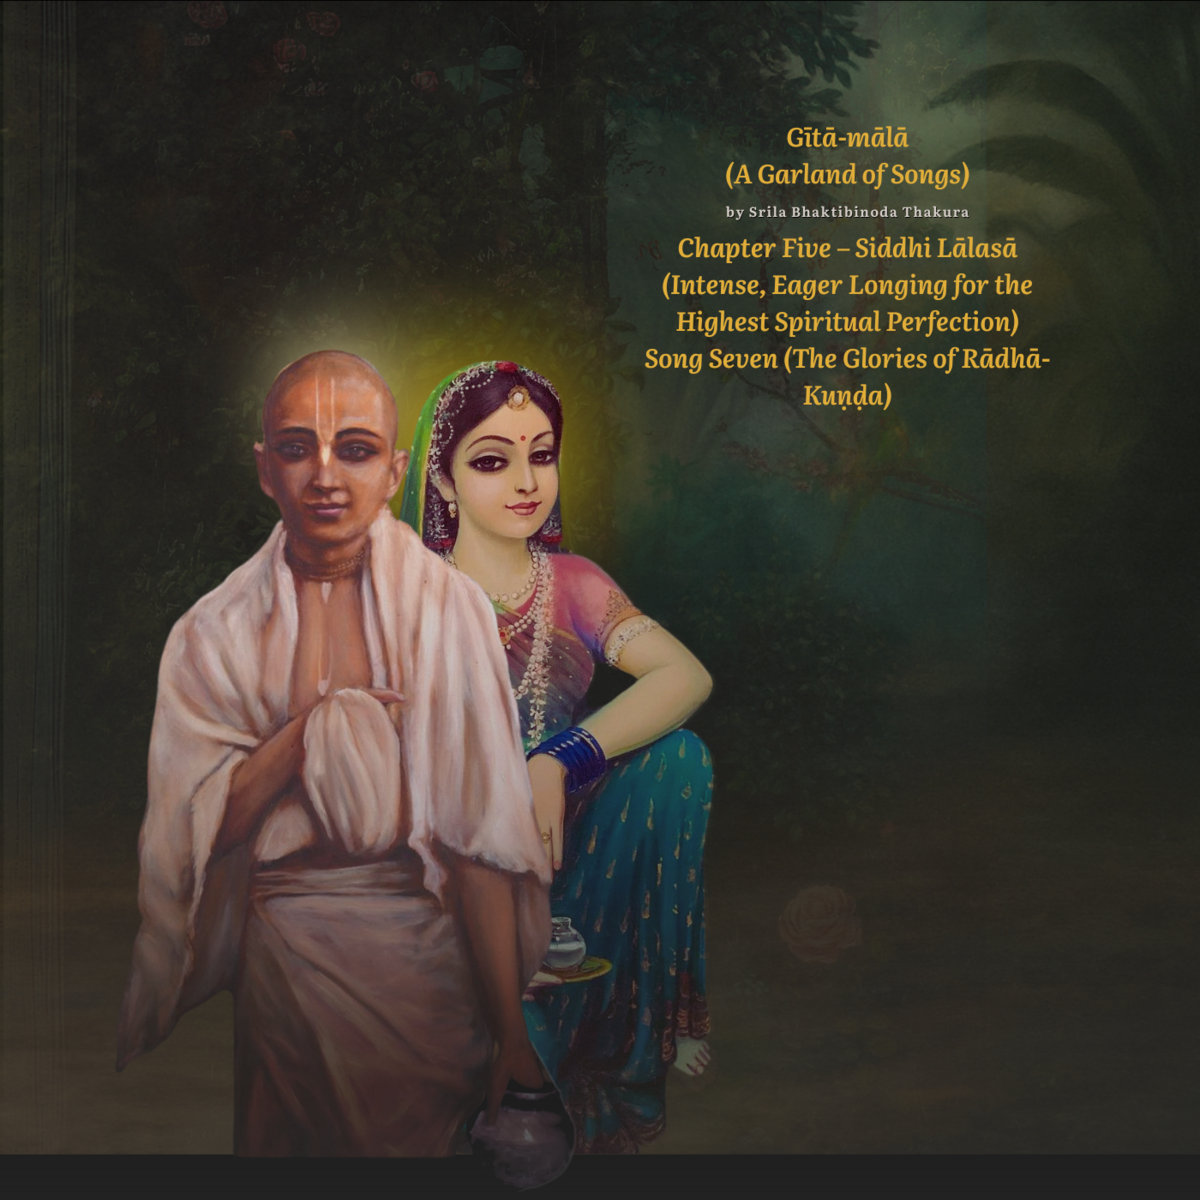 Gītā-mālā
(A Garland of Songs)
by Srila Bhaktibinoda Thakura
Chapter Five – Siddhi Lālasā
(Intense, Eager Longing for the
Highest Spiritual Perfection)
Song Seven (The Glories of Rādhā-
Kuṇḍa)